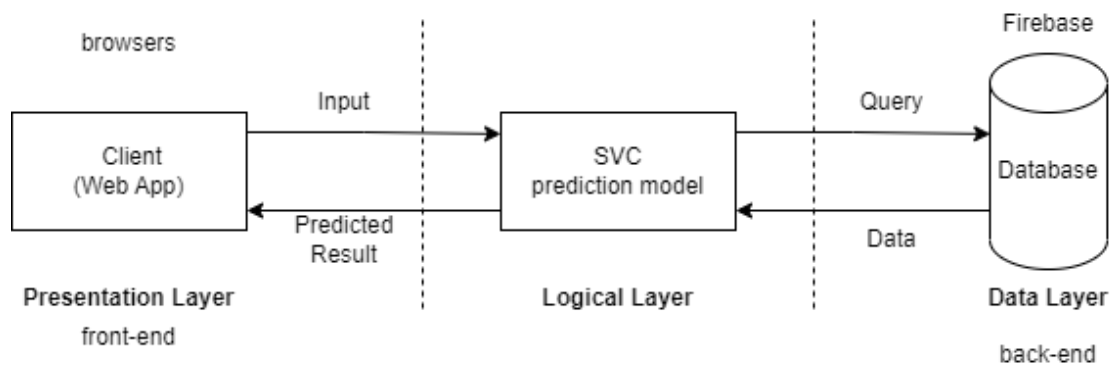 browsers
Firebase
Input
Query
Client
(Web App)
SVC
prediction model
Database
Predicted
Result
Data
Presentation Layer
Logical Layer
Data Layer
front-end
back-end